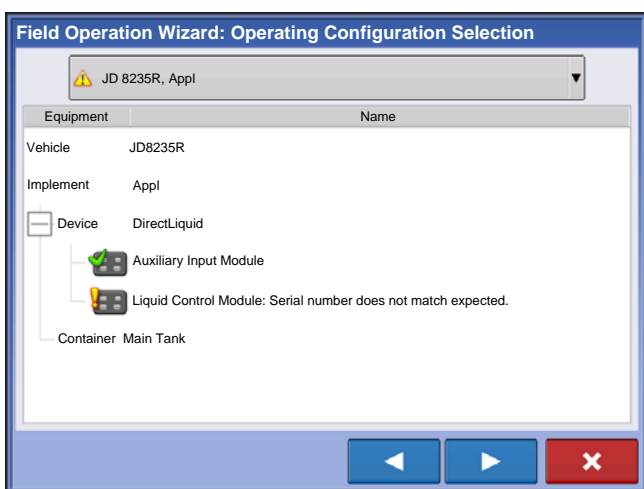 Field Operation Wizard: Operating Configuration Selection
JD 8235R, Appl
Equipment Name
Vehicle JD8235R
Implement Appl
Device DirectLiquid
Auxiliary Input Module
Liquid Control Module: Serial number does not match expected.
Container Main Tank